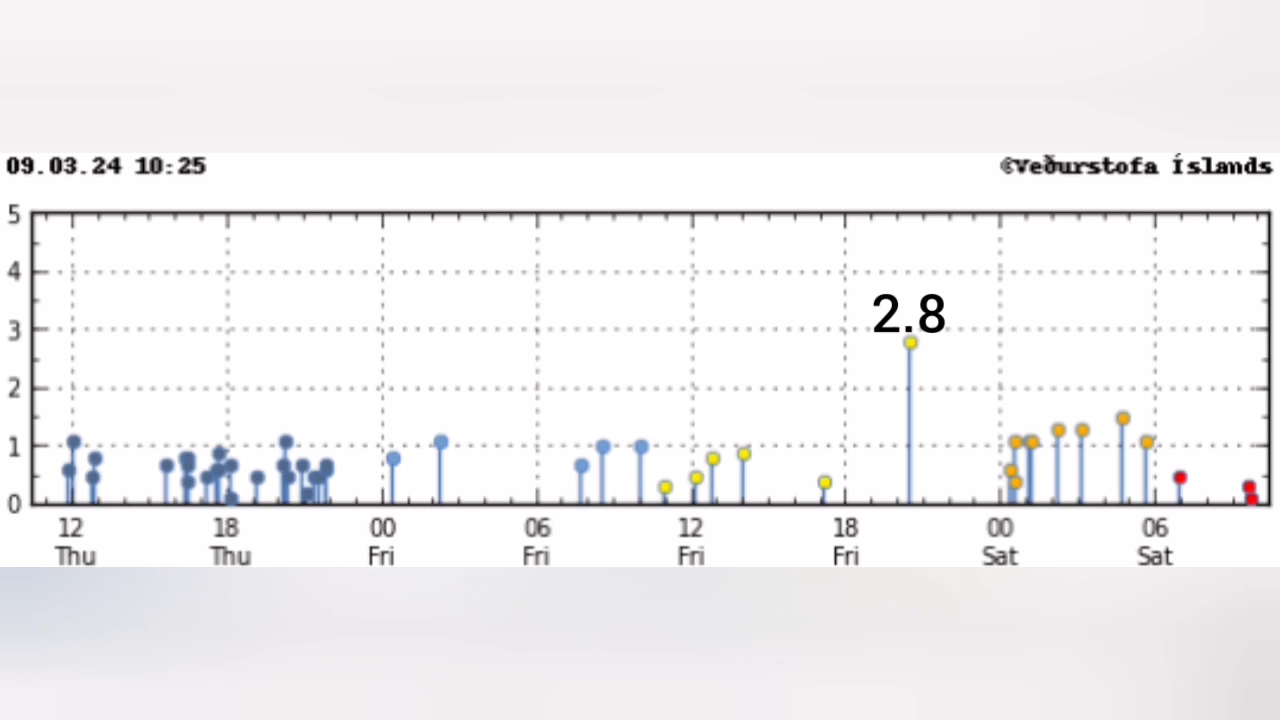 09.03.24 10:25 ©Veðurstofa Íslands
5
4
3
2.8
2
1
0
12 18 00 06 12 18 00 06
Thu Thu Fri Fri Fri Fri Sat Sat